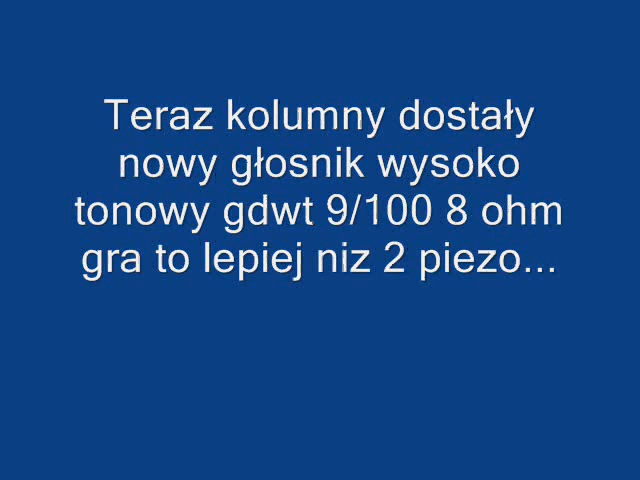 Teraz kolumny dostały
nowy głosnik wysoko
tonowy gdwt 9/100 8 ohm
gra to lepiej niz 2 piezo...